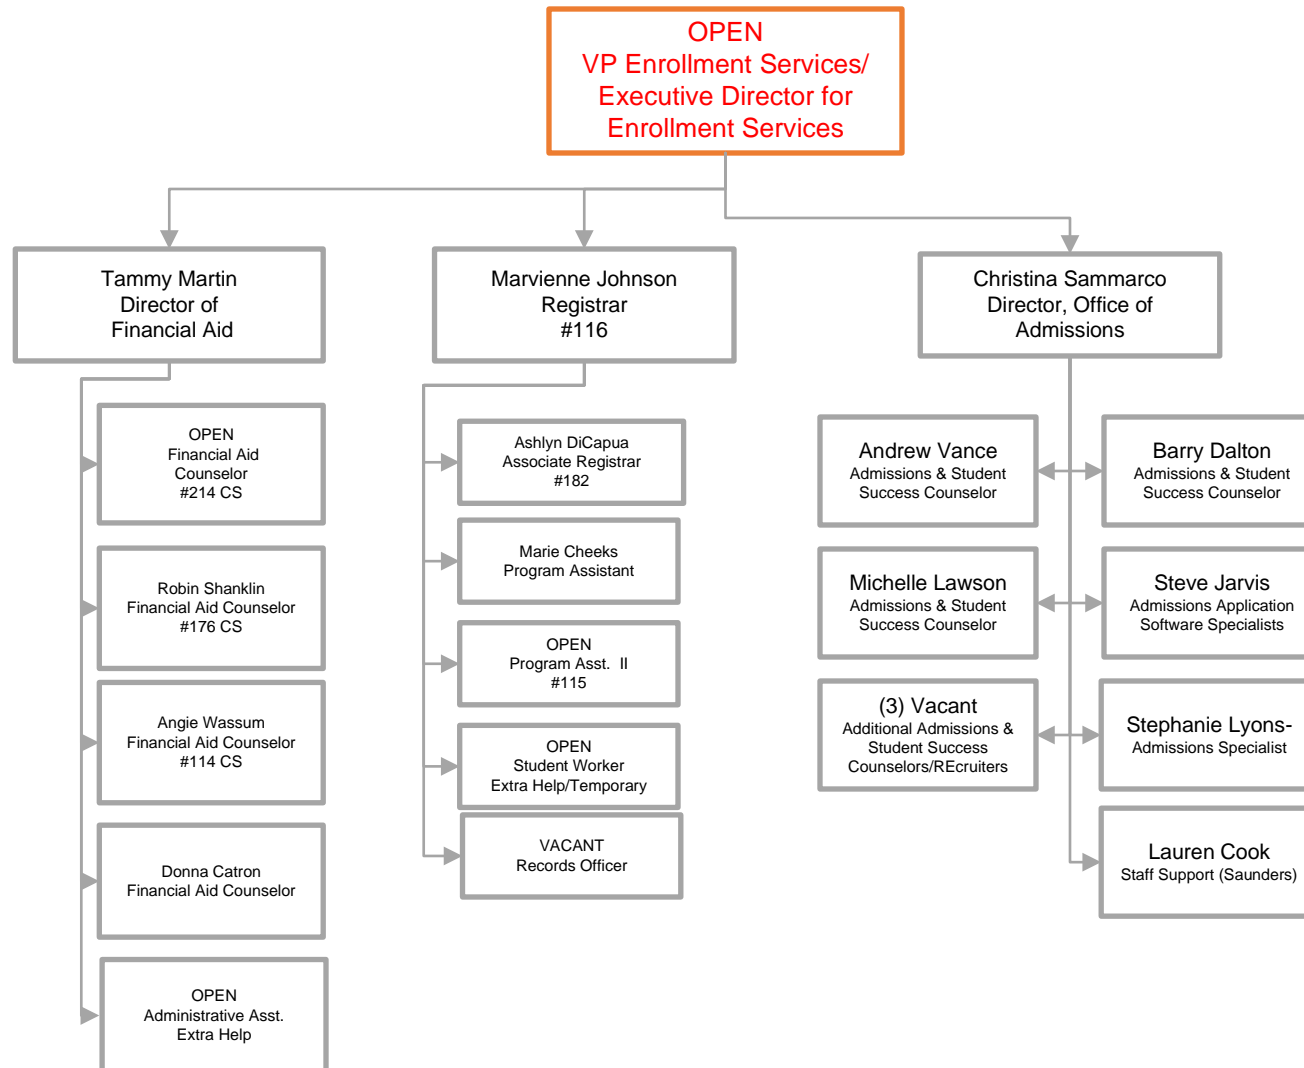 OPEN
VP Enrollment Services/
Executive Director for
Enrollment Services
Tammy Martin
Director of
Financial Aid
Marvienne Johnson
Registrar
#116
Christina Sammarco
Director, Office of
Admissions
OPEN
Financial Aid
Counselor
#214 CS
Robin Shanklin
Financial Aid Counselor
#176 CS
Angie Wassum
Financial Aid Counselor
#114 CS
Donna Catron
Financial Aid Counselor
OPEN
Administrative Asst.
Extra Help
Ashlyn DiCapua
Associate Registrar
#182
Marie Cheeks
Program Assistant
OPEN
Program Asst.  II
#115
OPEN
Student Worker
Extra Help/Temporary
VACANT
Records Officer
Andrew Vance
Admissions & Student
Success Counselor
Barry Dalton
Admissions & Student
Success Counselor
Michelle Lawson
Admissions & Student
Success Counselor
Steve Jarvis
Admissions Application
Software Specialists
(3) Vacant
Additional Admissions &
Student Success
Counselors/REcruiters
Stephanie Lyons-
Admissions Specialist
Lauren Cook
Staff Support (Saunders)